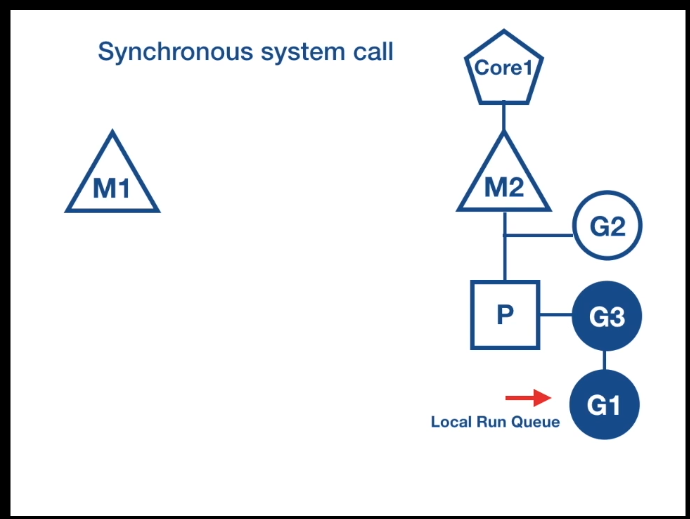 Synchronous system call
Core1
M1
M2
G2
P
G3
G1
Local Run Queue